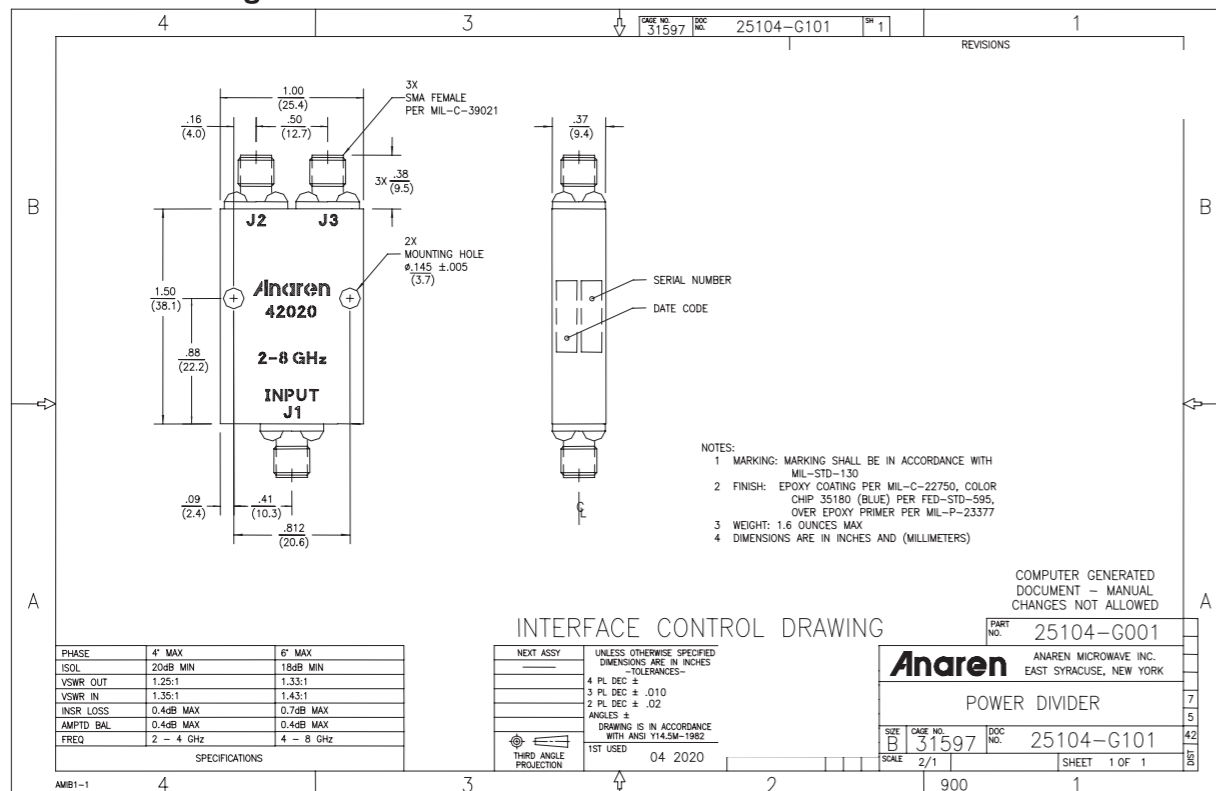 4
3
CAGE NO.
31597
DOC NO.
25104-G101
SH
1
1
REVISIONS
1.00
(25.4)
.16
(4.0)
.50
(12.7)
3X
SMA FEMALE
PER MIL-C-39021
3X .38
(9.5)
.37
(9.4)
B
B
J2 J3
2X
MOUNTING HOLE
ø.145 ±.005
(3.7)
1.50
(38.1)
Anaren
42020
.88
(22.2)
2-8 GHz
INPUT
J1
SERIAL NUMBER
DATE CODE
.09
(2.4)
.41
(10.3)
.812
(20.6)
NOTES:
1 MARKING: MARKING SHALL BE IN ACCORDANCE WITH
MIL-STD-130
2 FINISH: EPOXY COATING PER MIL-C-22750, COLOR
CHIP 35180 (BLUE) PER FED-STD-595,
OVER EPOXY PRIMER PER MIL-P-23377
3 WEIGHT: 1.6 OUNCES MAX
4 DIMENSIONS ARE IN INCHES AND (MILLIMETERS)
COMPUTER GENERATED
DOCUMENT - MANUAL
CHANGES NOT ALLOWED
A
A
INTERFACE CONTROL DRAWING
PHASE 4° MAX 6° MAX
ISOL 20dB MIN 18dB MIN
VSWR OUT 1.25:1 1.33:1
VSWR IN 1.35:1 1.43:1
INSR LOSS 0.4dB MAX 0.7dB MAX
AMPTD BAL 0.4dB MAX 0.4dB MAX
FREQ 2 - 4 GHz 4 - 8 GHz
SPECIFICATIONS
NEXT ASSY
UNLESS OTHERWISE SPECIFIED
DIMENSIONS ARE IN INCHES
-TOLERANCES-
4 PL DEC ±
3 PL DEC ± .010
2 PL DEC ± .02
ANGLES ±
DRAWING IS IN ACCORDANCE
WITH ANSI Y14.5M-1982
THIRD ANGLE
PROJECTION
1ST USED
04 2020
PART NO.
25104-G001
Anaren
ANAREN MICROWAVE INC.
EAST SYRACUSE, NEW YORK
POWER DIVIDER
SIZE
B
CAGE NO.
31597
DOC NO.
25104-G101
SCALE 2/1
SHEET 1 OF 1
7
5
42
DIST
AMIB1-1
4
3
2
900
1